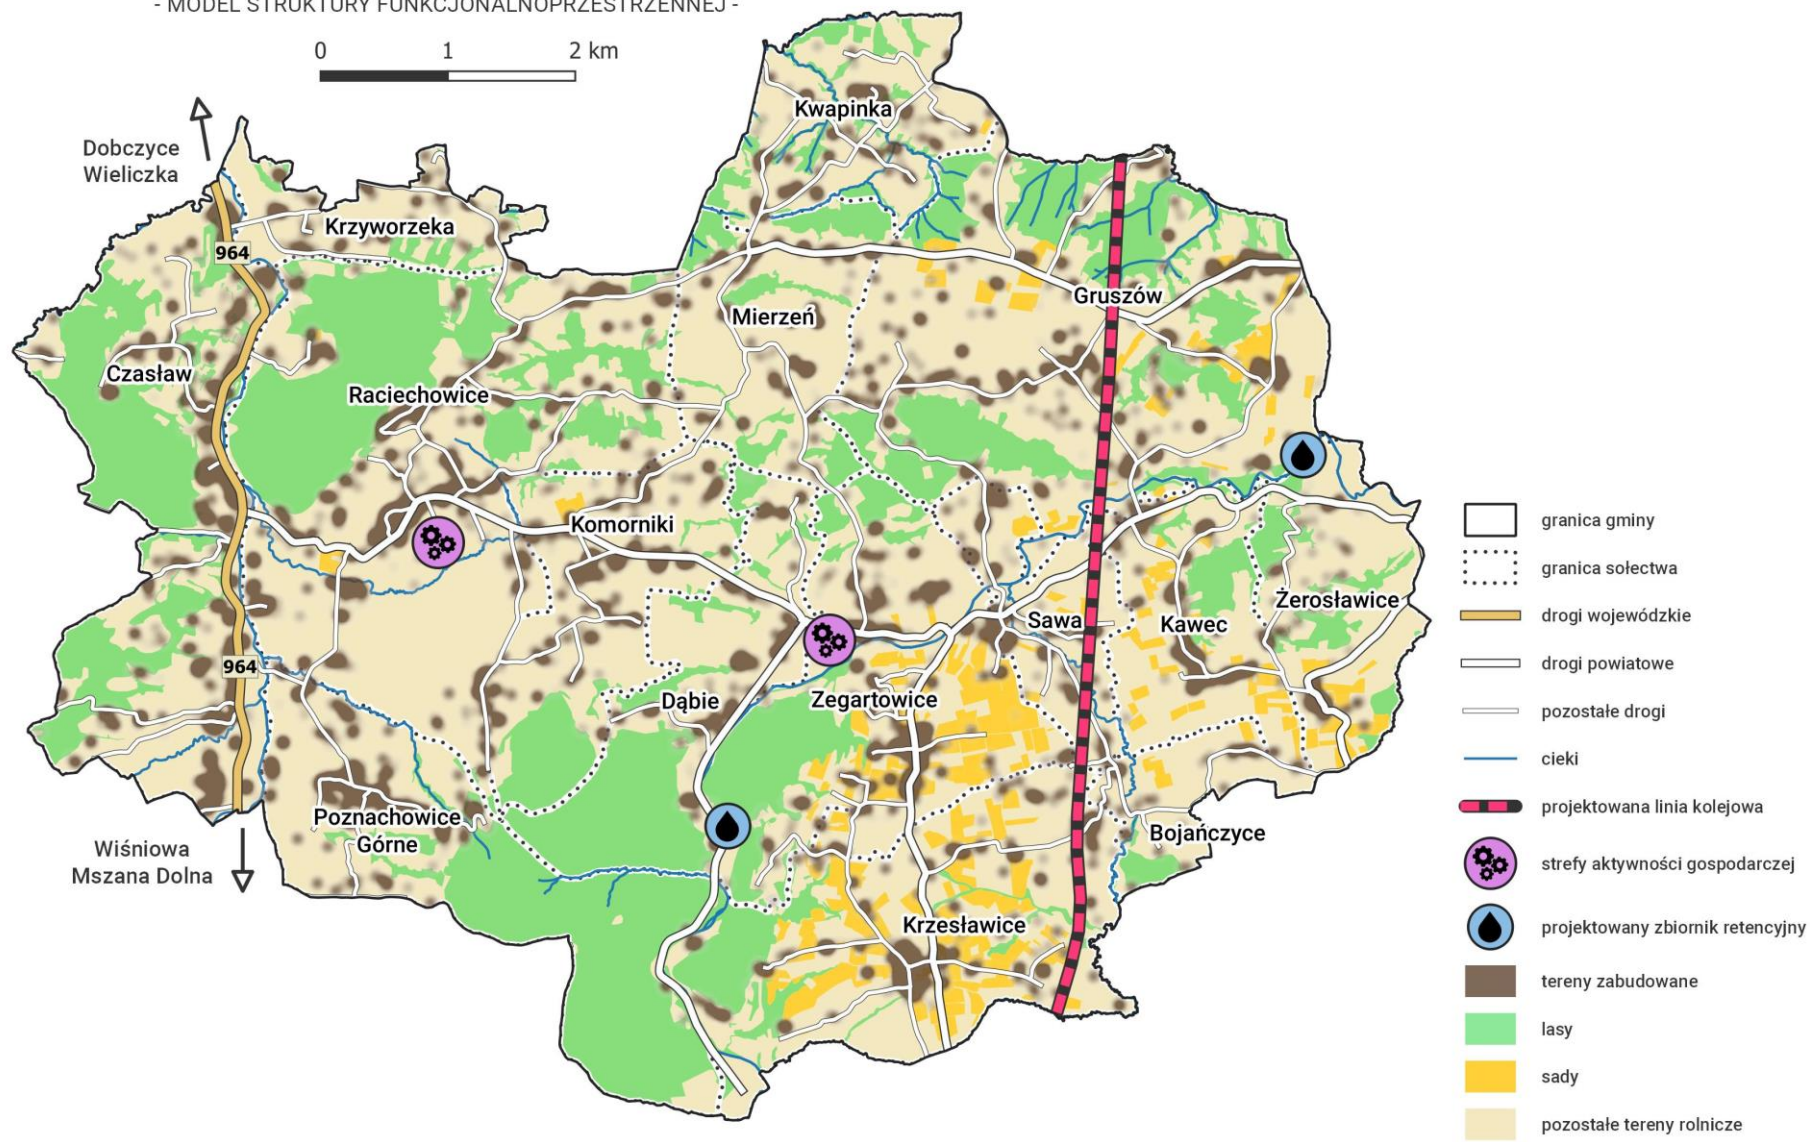 - MODEL STRUKTURY FUNKCJONALNOPRZESTRZENNEJ -
0 1 2 km
Kwapinka
Dobczyce
Wieliczka
Krzyworzeka
964
Gruszów
Mierzeń
Czasław
Raciechowice
Komorniki
Żerosławice
Sawa
Kawec
964
Dąbie
Zegartowice
Poznachowice
Górne
Bojańczyce
Wiśniowa
Mszana Dolna
Krzesławice
granica gminy
granica sołectwa
drogi wojewódzkie
drogi powiatowe
pozostałe drogi
cieki
projektowana linia kolejowa
strefy aktywności gospodarczej
projektowany zbiornik retencyjny
tereny zabudowane
lasy
sady
pozostałe tereny rolnicze